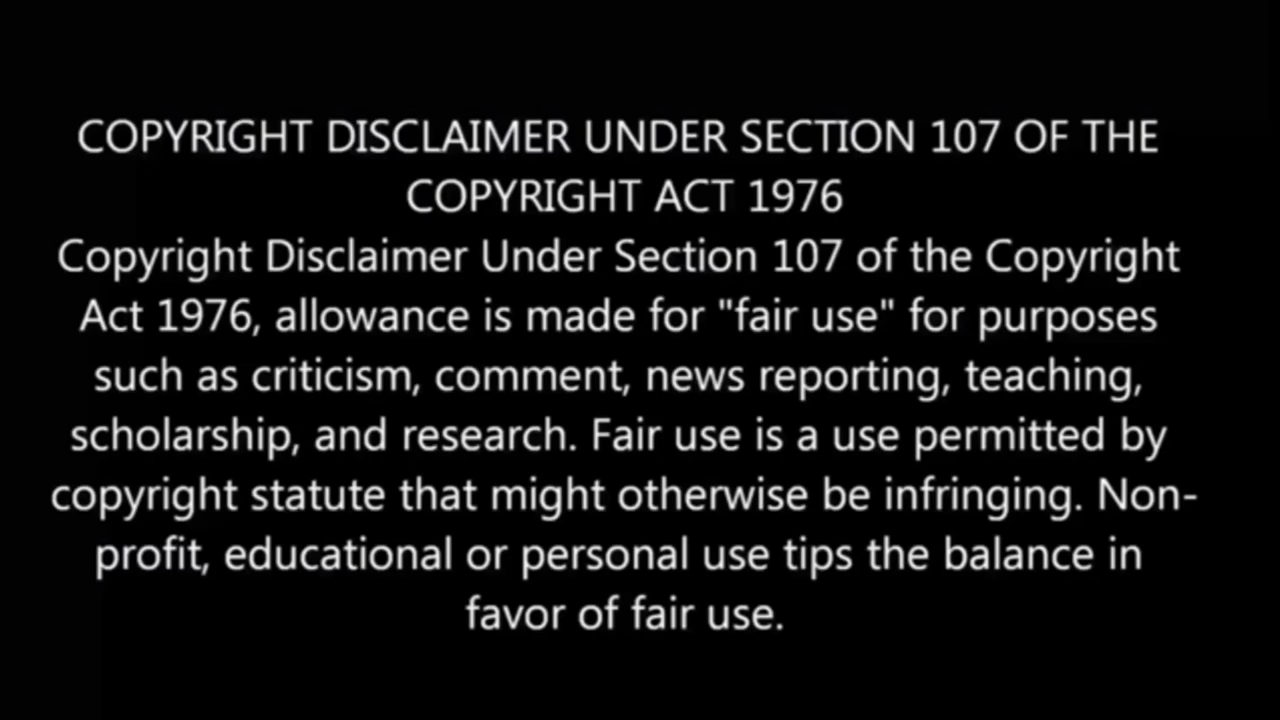 COPYRIGHT DISCLAIMER UNDER SECTION 107 OF THE
COPYRIGHT ACT 1976
Copyright Disclaimer Under Section 107 of the Copyright
Act 1976, allowance is made for "fair use" for purposes
such as criticism, comment, news reporting, teaching,
scholarship, and research. Fair use is a use permitted by
copyright statute that might otherwise be infringing. Non-
profit, educational or personal use tips the balance in
favor of fair use.